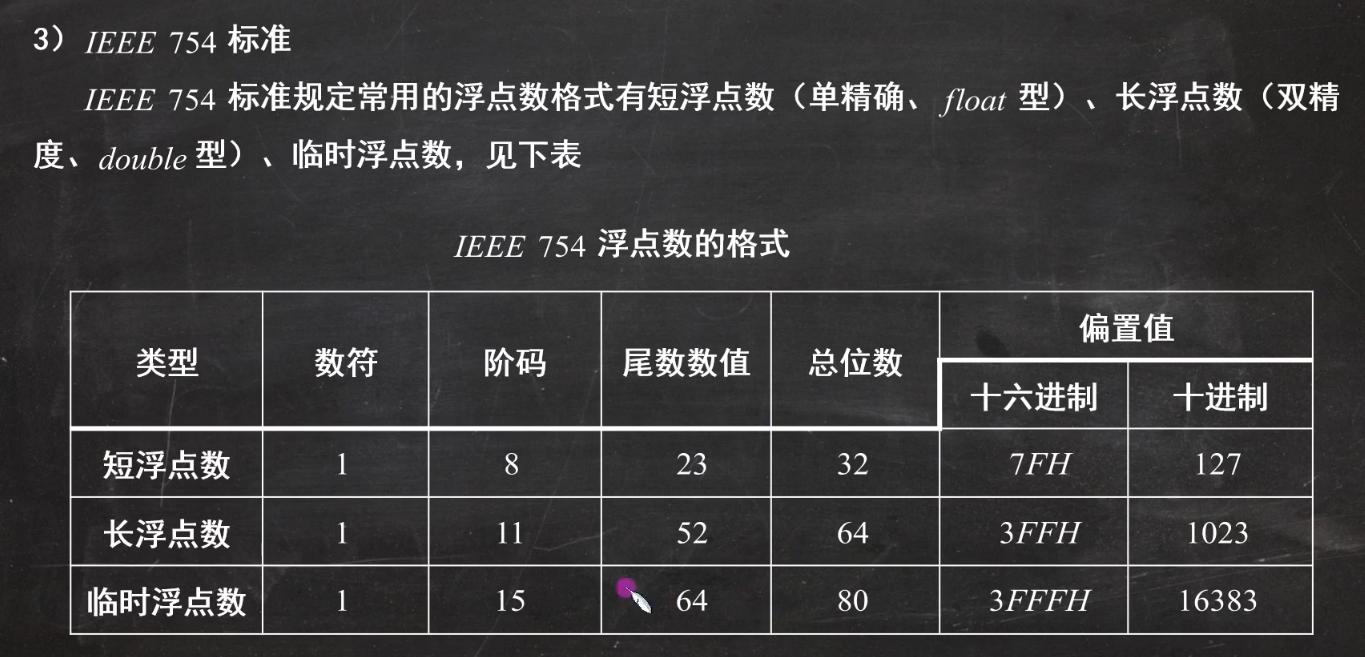 3）IEEE 754 标准
IEEE 754 标准规定常用的浮点数格式有短浮点数（单精确、float 型）、长浮点数（双精
度、double 型）、临时浮点数，见下表
IEEE 754 浮点数的格式
类型 数符 阶码 尾数数值 总位数 偏置值
十六进制 十进制
短浮点数 1 8 23 32 7FH 127
长浮点数 1 11 52 64 3FFH 1023
临时浮点数 1 15 64 80 3FFFH 16383